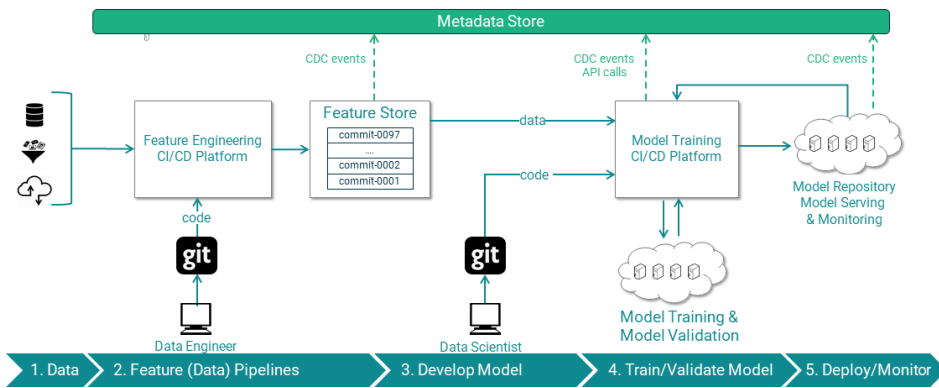 Metadata Store
CDC events
CDC events
API calls
CDC events
Feature Engineering
CI/CD Platform
Feature Store
commit-0097
....
commit-0002
commit-0001
data
Model Training
CI/CD Platform
code
Model Repository
Model Serving
& Monitoring
code
git
git
Model Training &
Model Validation
Data Engineer
Data Scientist
1. Data
2. Feature (Data) Pipelines
3. Develop Model
4. Train/Validate Model
5. Deploy/Monitor